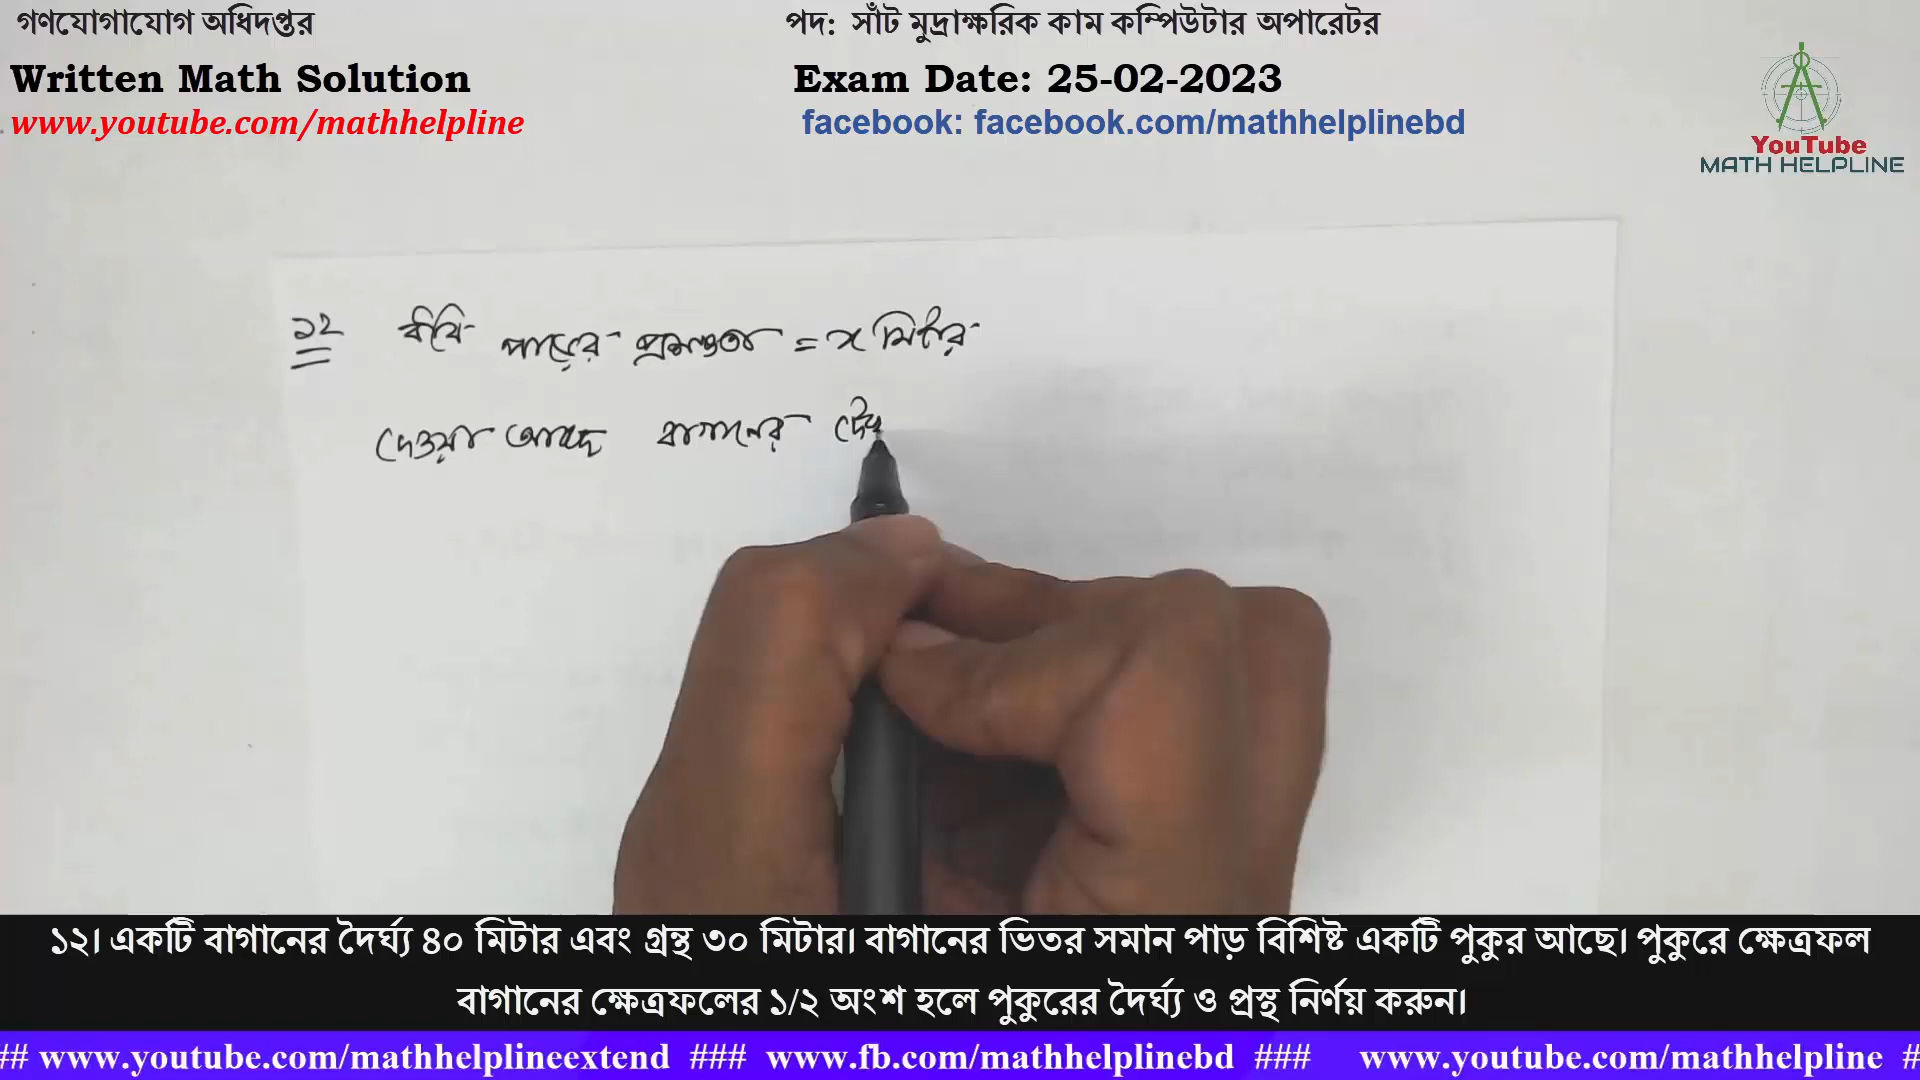 গণযোগাযোগ অধিদপ্তর
পদ: সাঁট মুদ্রাক্ষরিক কাম কম্পিউটার অপারেটর
Written Math Solution
Exam Date: 25-02-2023
www.youtube.com/mathhelpline
facebook: facebook.com/mathhelplinebd
YouTube
MATH HELPLINE
১২ ধরি পাড়ের প্রশস্ততা = x মিটার
দেওয়া আছে বাগানের
১২। একটি বাগানের দৈর্ঘ্য ৪০ মিটার এবং গ্রন্থ ৩০ মিটার। বাগানের ভিতর সমান পাড় বিশিষ্ট একটি পুকুর আছে। পুকুরে ক্ষেত্রফল
বাগানের ক্ষেত্রফলের ১/২ অংশ হলে পুকুরের দৈর্ঘ্য ও প্রস্থ নির্ণয় করুন।
## www.youtube.com/mathhelplineextend ### www.fb.com/mathhelplinebd ### www.youtube.com/mathhelpline #